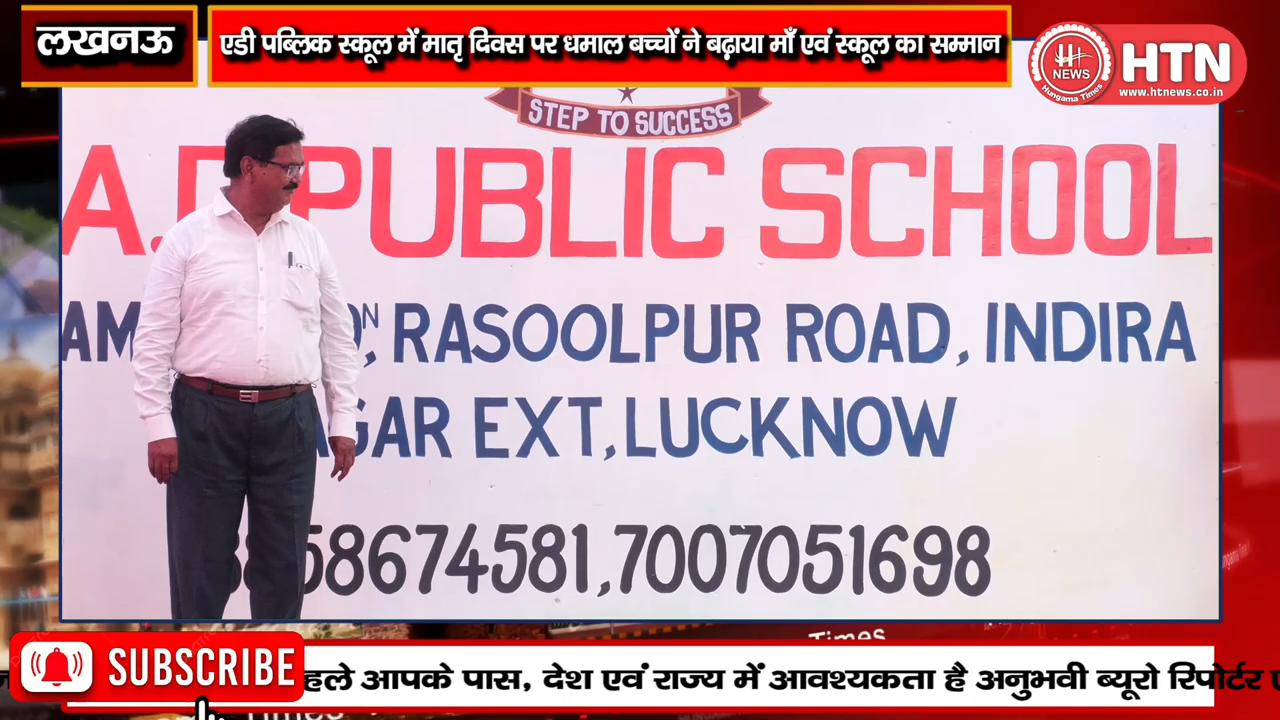 लखनऊ
एडी पब्लिक स्कूल में मातृ दिवस पर धमाल बच्चों ने बढ़ाया माँ एवं स्कूल का सम्मान
H NEWS
Hungama Times
HTN
www.htnews.co.in
STEP TO SUCCESS
A. PUBLIC SCHOOL
RASOOLPUR ROAD, INDIRA
EXT, LUCKNOW
58674581,7007051698
Times
SUBSCRIBE
हले आपके पास, देश एवं राज्य में आवश्यकता है अनुभवी ब्यूरो रिपोर्टर
Times